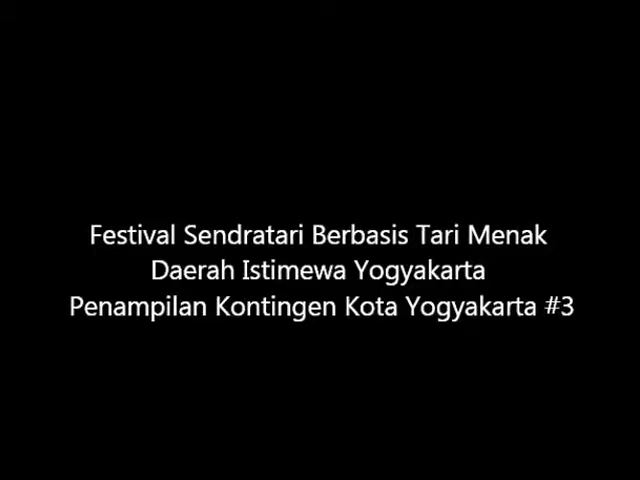 Festival Sendratari Berbasis Tari Menak
Daerah Istimewa Yogyakarta
Penampilan Kontingen Kota Yogyakarta #3